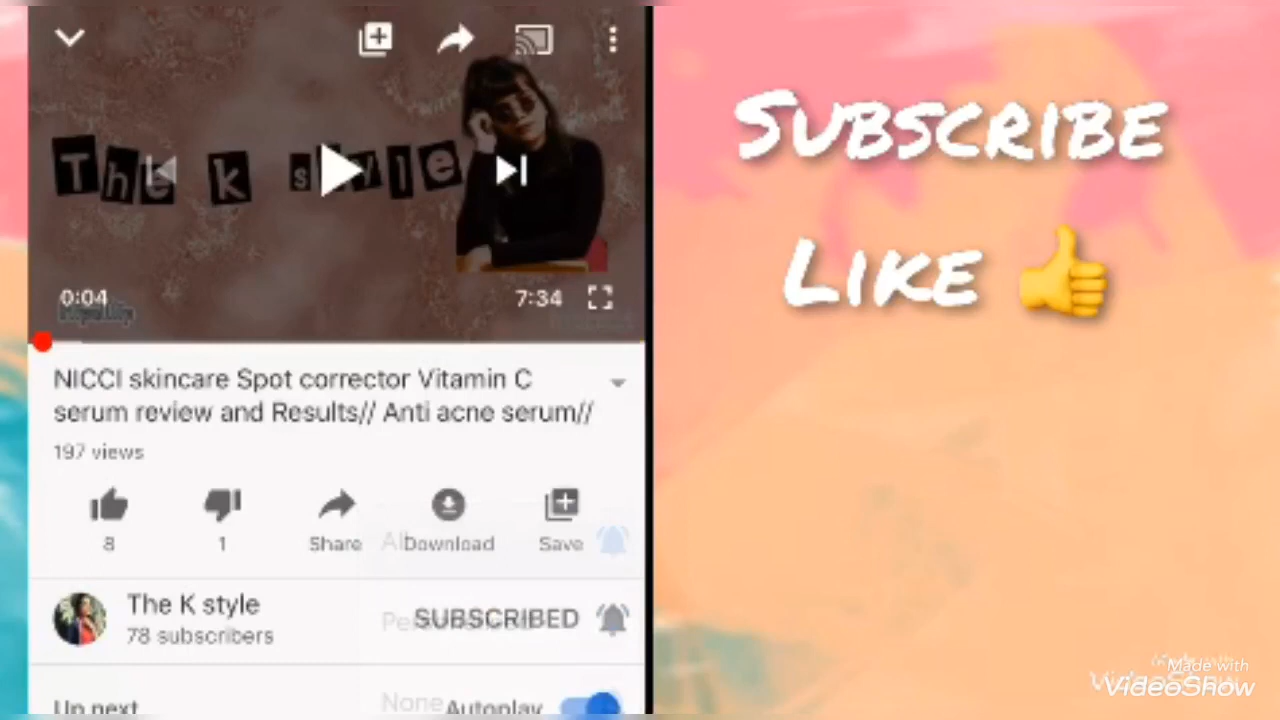 The K style
0:04
7:34
NICCI skincare Spot corrector Vitamin C
serum review and Results// Anti acne serum//
197 views
8
1
Share
Download
Save
The K style
78 subscribers
SUBSCRIBED
Up next
None
Autoplay
SUBSCRIBE
LIKE 👍
Made with
VideoShow